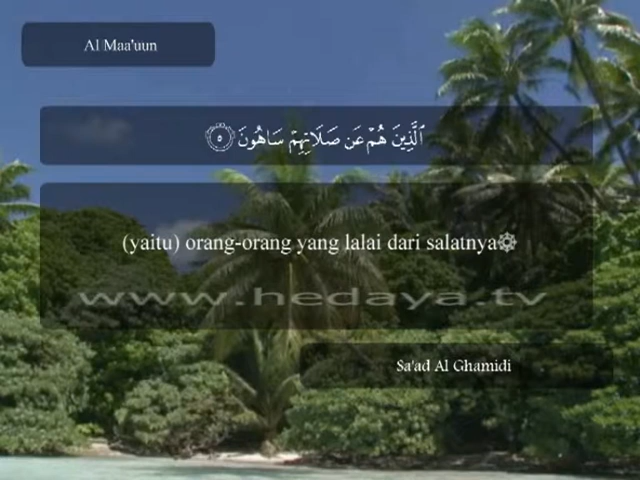 Al Maa'uun
ٱلَّذِينَ هُمۡ عَن صَلَاتِهِمۡ سَاهُونَ ٥
(yaitu) orang-orang yang lalai dari salatnya
www.hedaya.tv
Sa'ad Al Ghamidi